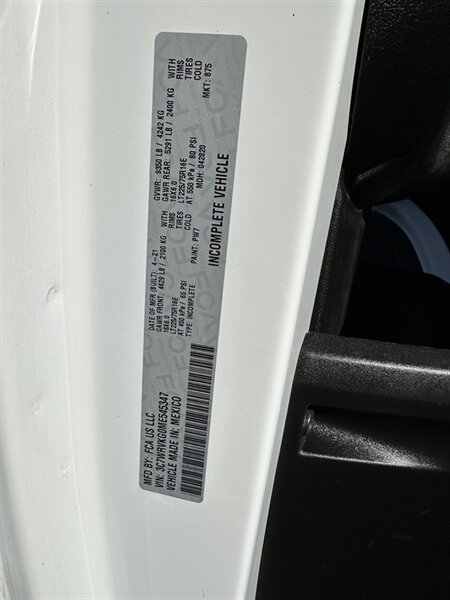 MFD BY: FCA US LLC
DATE OF MFR (BUILT): 4-21
GVWR: 9350 LB / 4242 KG
GAWR FRONT: 4629 LB / 2100 KG
GAWR REAR: 5291 LB / 2400 KG
WITH
16X6.0
16X6.0
RIMS
LT225/75R16E
LT225/75R16E
TIRES
AT 450 kPa / 65 PSI
AT 550 kPa / 80 PSI
COLD
VIN: 3C7WRVKG0ME545347
TYPE: INCOMPLETE
PAINT: PW7
MDH: 042820
MKT: 875
VEHICLE MADE IN: MEXICO
INCOMPLETE VEHICLE